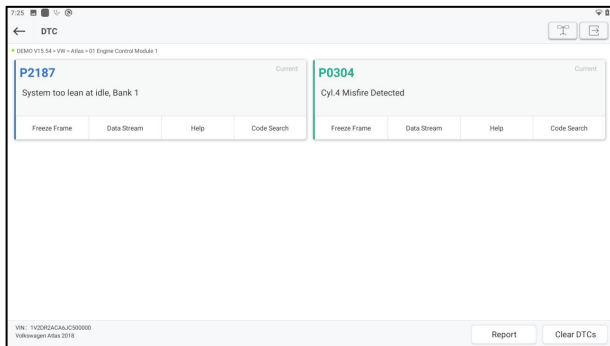 7:25
DTC
DEMO V15.54 > VW > Atlas > 01 Engine Control Module 1
P2187
Current
System too lean at idle, Bank 1
Freeze Frame
Data Stream
Help
Code Search
P0304
Current
Cyl.4 Misfire Detected
Freeze Frame
Data Stream
Help
Code Search
VIN: 1V2DR2ACA6JC500000
Volkswagen Atlas 2018
Report
Clear DTCs